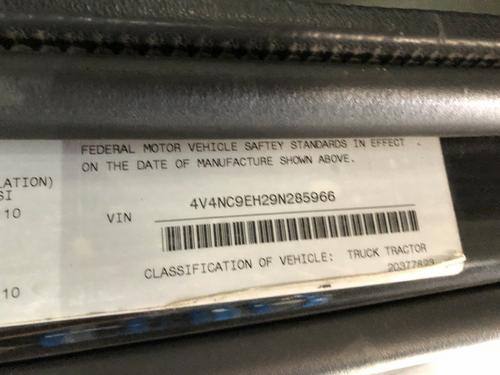 FEDERAL MOTOR VEHICLE SAFTEY STANDARDS IN EFFECT
ON THE DATE OF MANUFACTURE SHOWN ABOVE.
LATION)
SI
10
VIN 4V4NC9EH29N285966
CLASSIFICATION OF VEHICLE: TRUCK TRACTOR
20377823
10